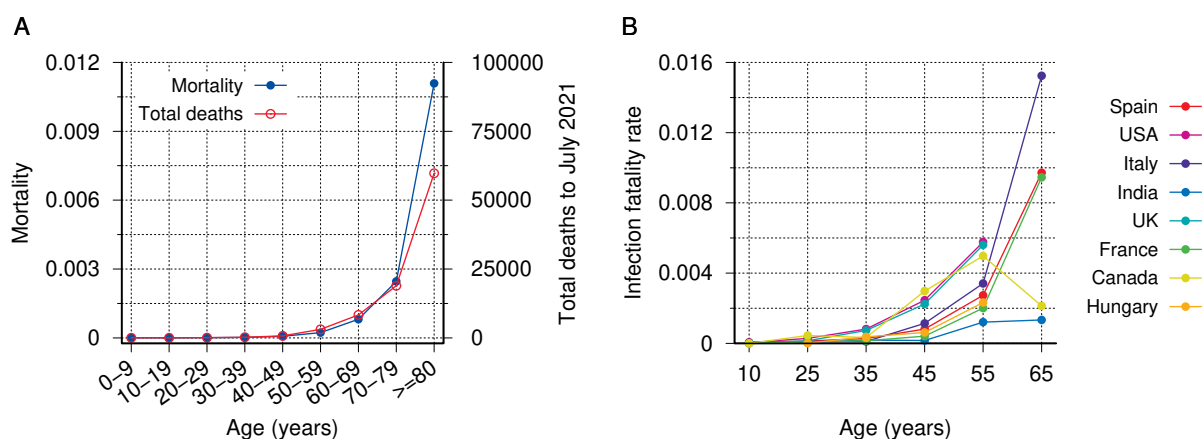 A
Mortality
0.012
0.009
0.006
0.003
0
Mortality
Total deaths
100000
75000
50000
25000
0
Total deaths to July 2021
0–9
10–19
20–29
30–39
40–49
50–59
60–69
70–79
>=80
Age (years)
B
Infection fatality rate
0.016
0.012
0.008
0.004
0
10 25 35 45 55 65
Age (years)
Spain
USA
Italy
India
UK
France
Canada
Hungary